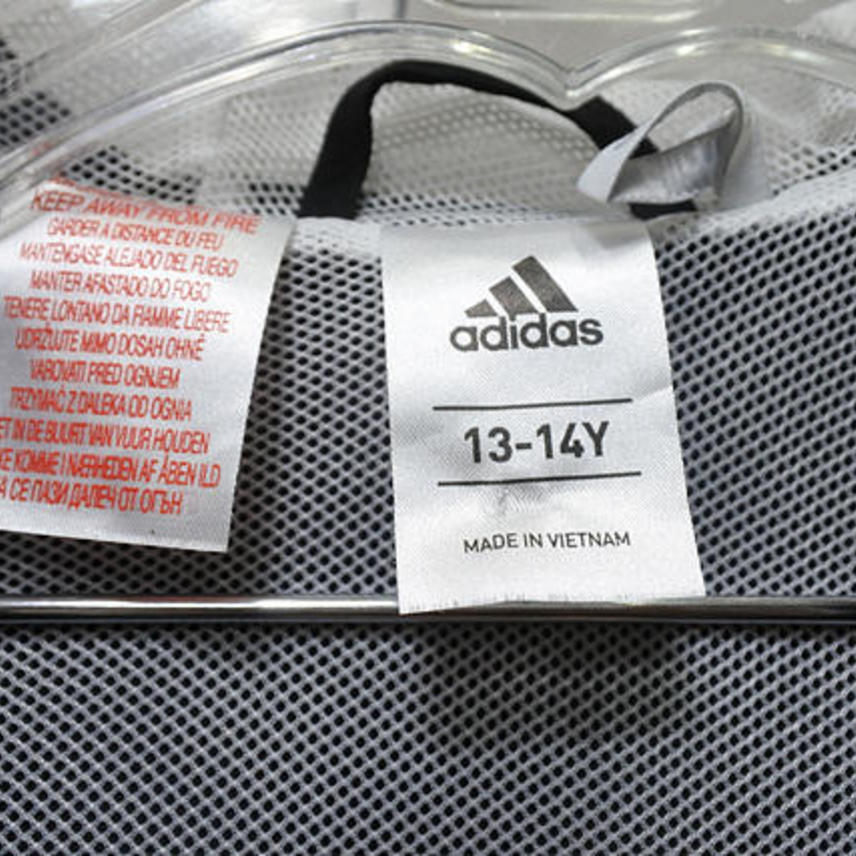 KEEP AWAY FROM FIRE
GARDER A DISTANCE DU FEU
MANTENGASE ALEJADO DEL FUEGO
MANTER AFASTADO DO FOGO
TENERE LONTANO DA FIAMME LIBERE
UDRŽUJTE MIMO DOSAH OHNĚ
VAROVATI PRED OGNJEM
TRZYMAĆ Z DALEKA OD OGNIA
IN DE BUURT VAN VUUR HOUDEN
KOMME I NÆRHEDEN AF ÅBEN ILD
СЕ ПАЗИ ДАЛЕЧ ОТ ОГЪН
adidas
13-14Y
MADE IN VIETNAM